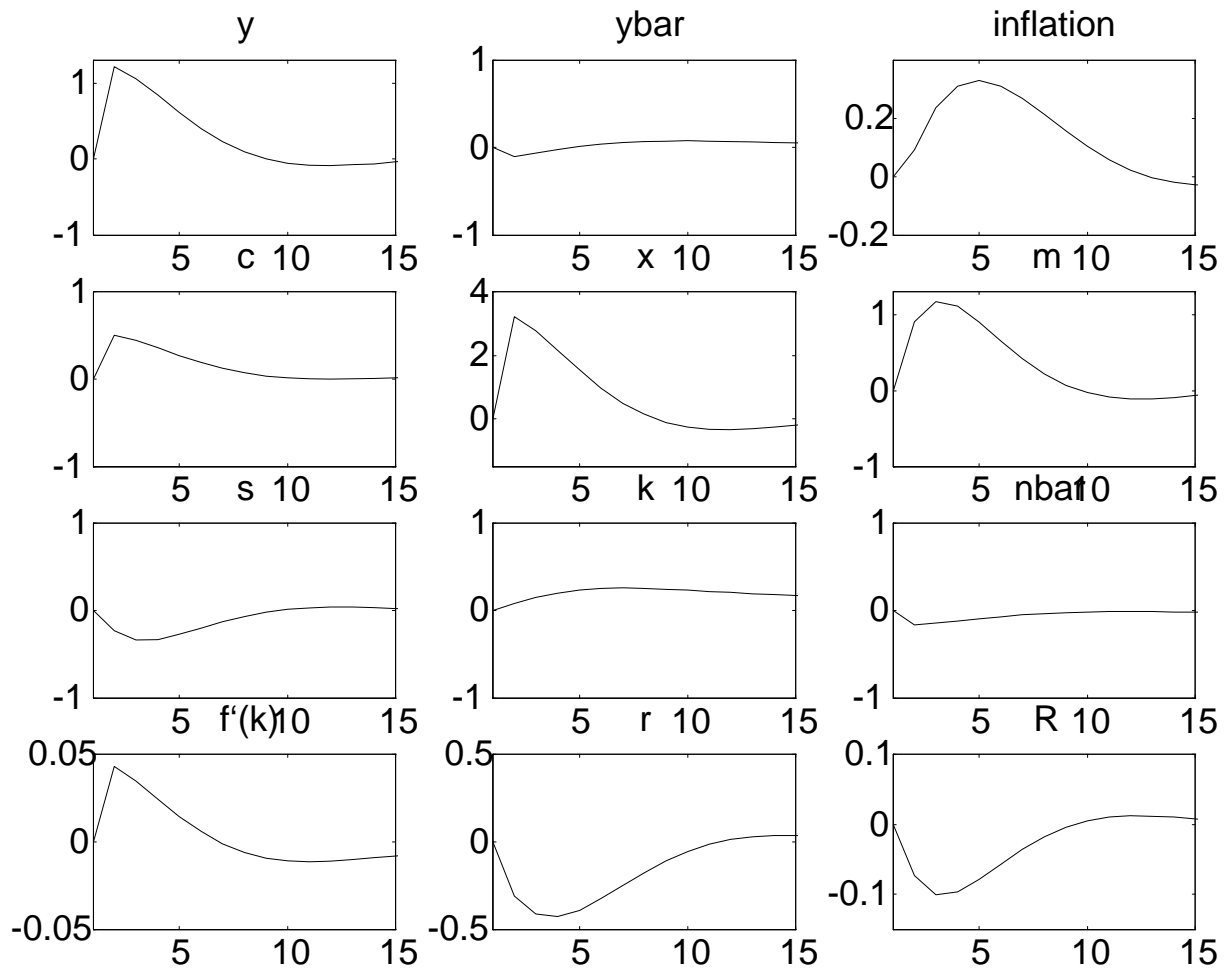 y ybar inflation
1 1
0.2
0 0 0
-1 -1 -0.2
5 10 15 5 10 15 5 10 15
c x m
1 4 1
2
0 0 0
-1 -1
5 10 15 5 10 15 5 10 15
s k nbar
1 1 1
0 0 0
-1 -1 -1
5 10 15 5 10 15 5 10 15
f‘(k) r R
0.05 0.5 0.1
0 0 0
-0.1
-0.05 -0.5
5 10 15 5 10 15 5 10 15